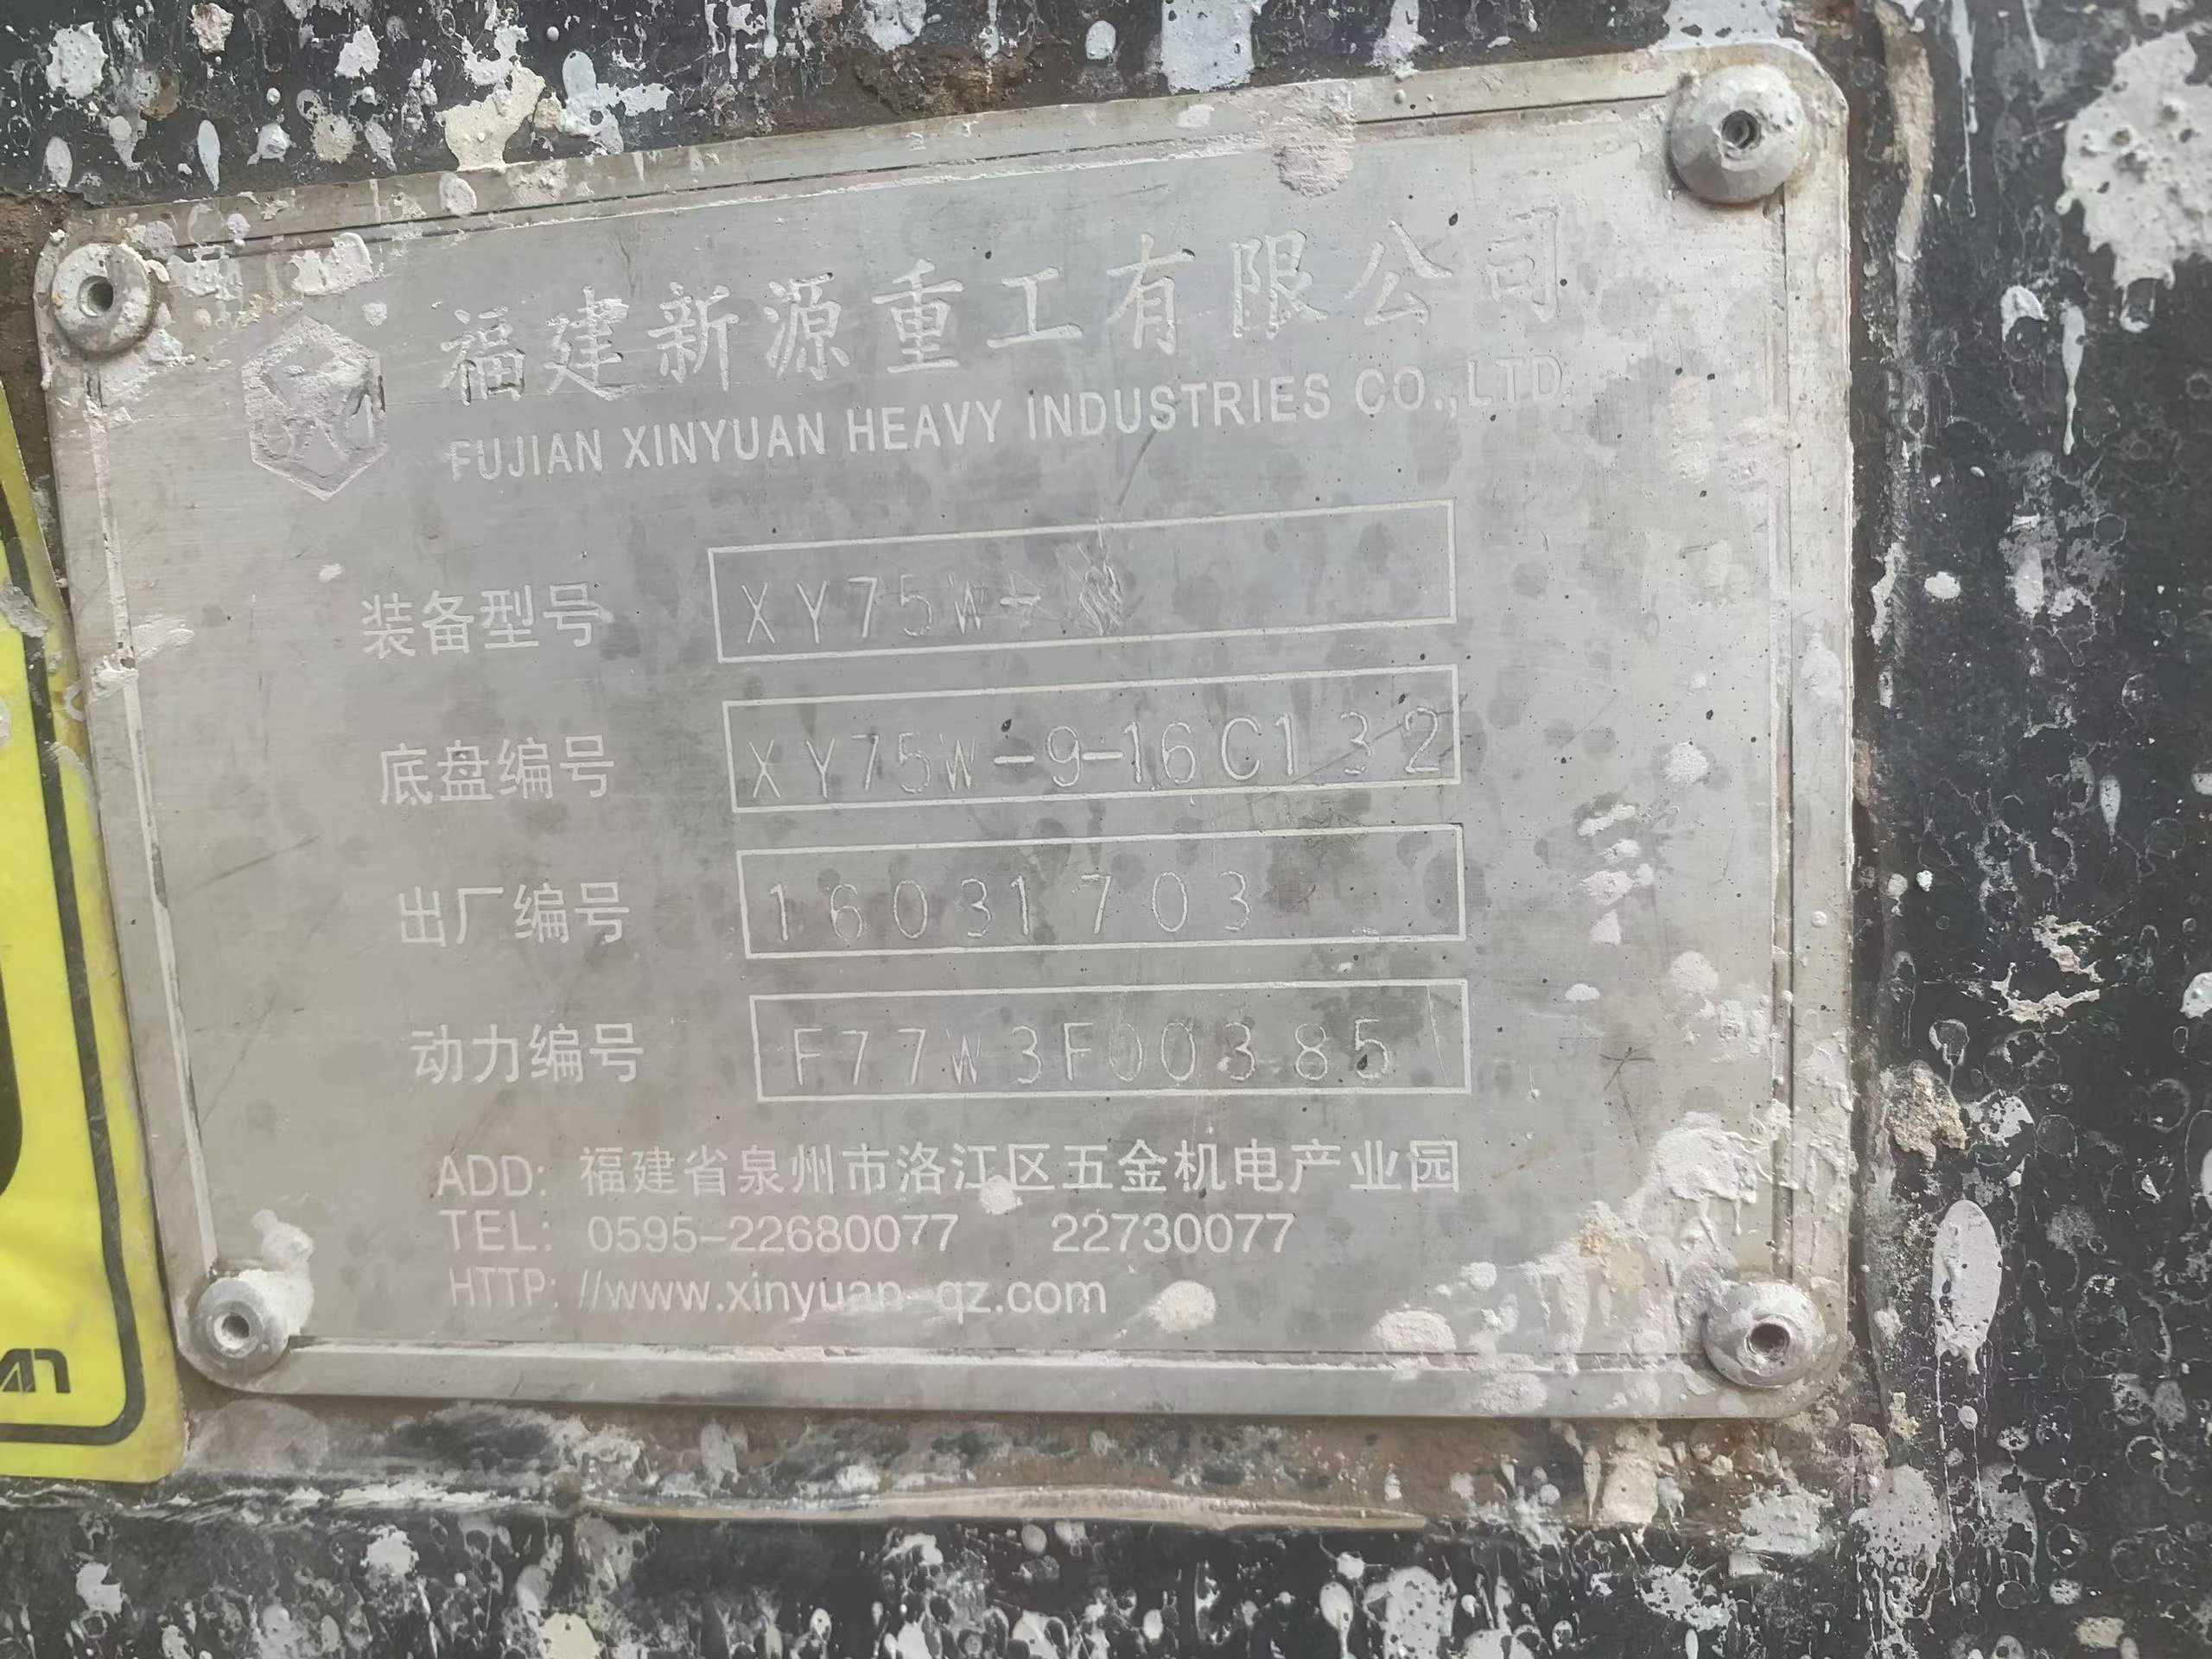 福建新源重工有限公司
FUJIAN XINYUAN HEAVY INDUSTRIES CO.,LTD.
装备型号 XY75W-
底盘编号 XY75W-9-16C132
出厂编号 16031703
动力编号 F77W3F00385
ADD: 福建省泉州市洛江区五金机电产业园
TEL: 0595-22680077 22730077
HTTP: //www.xinyuan-qz.com